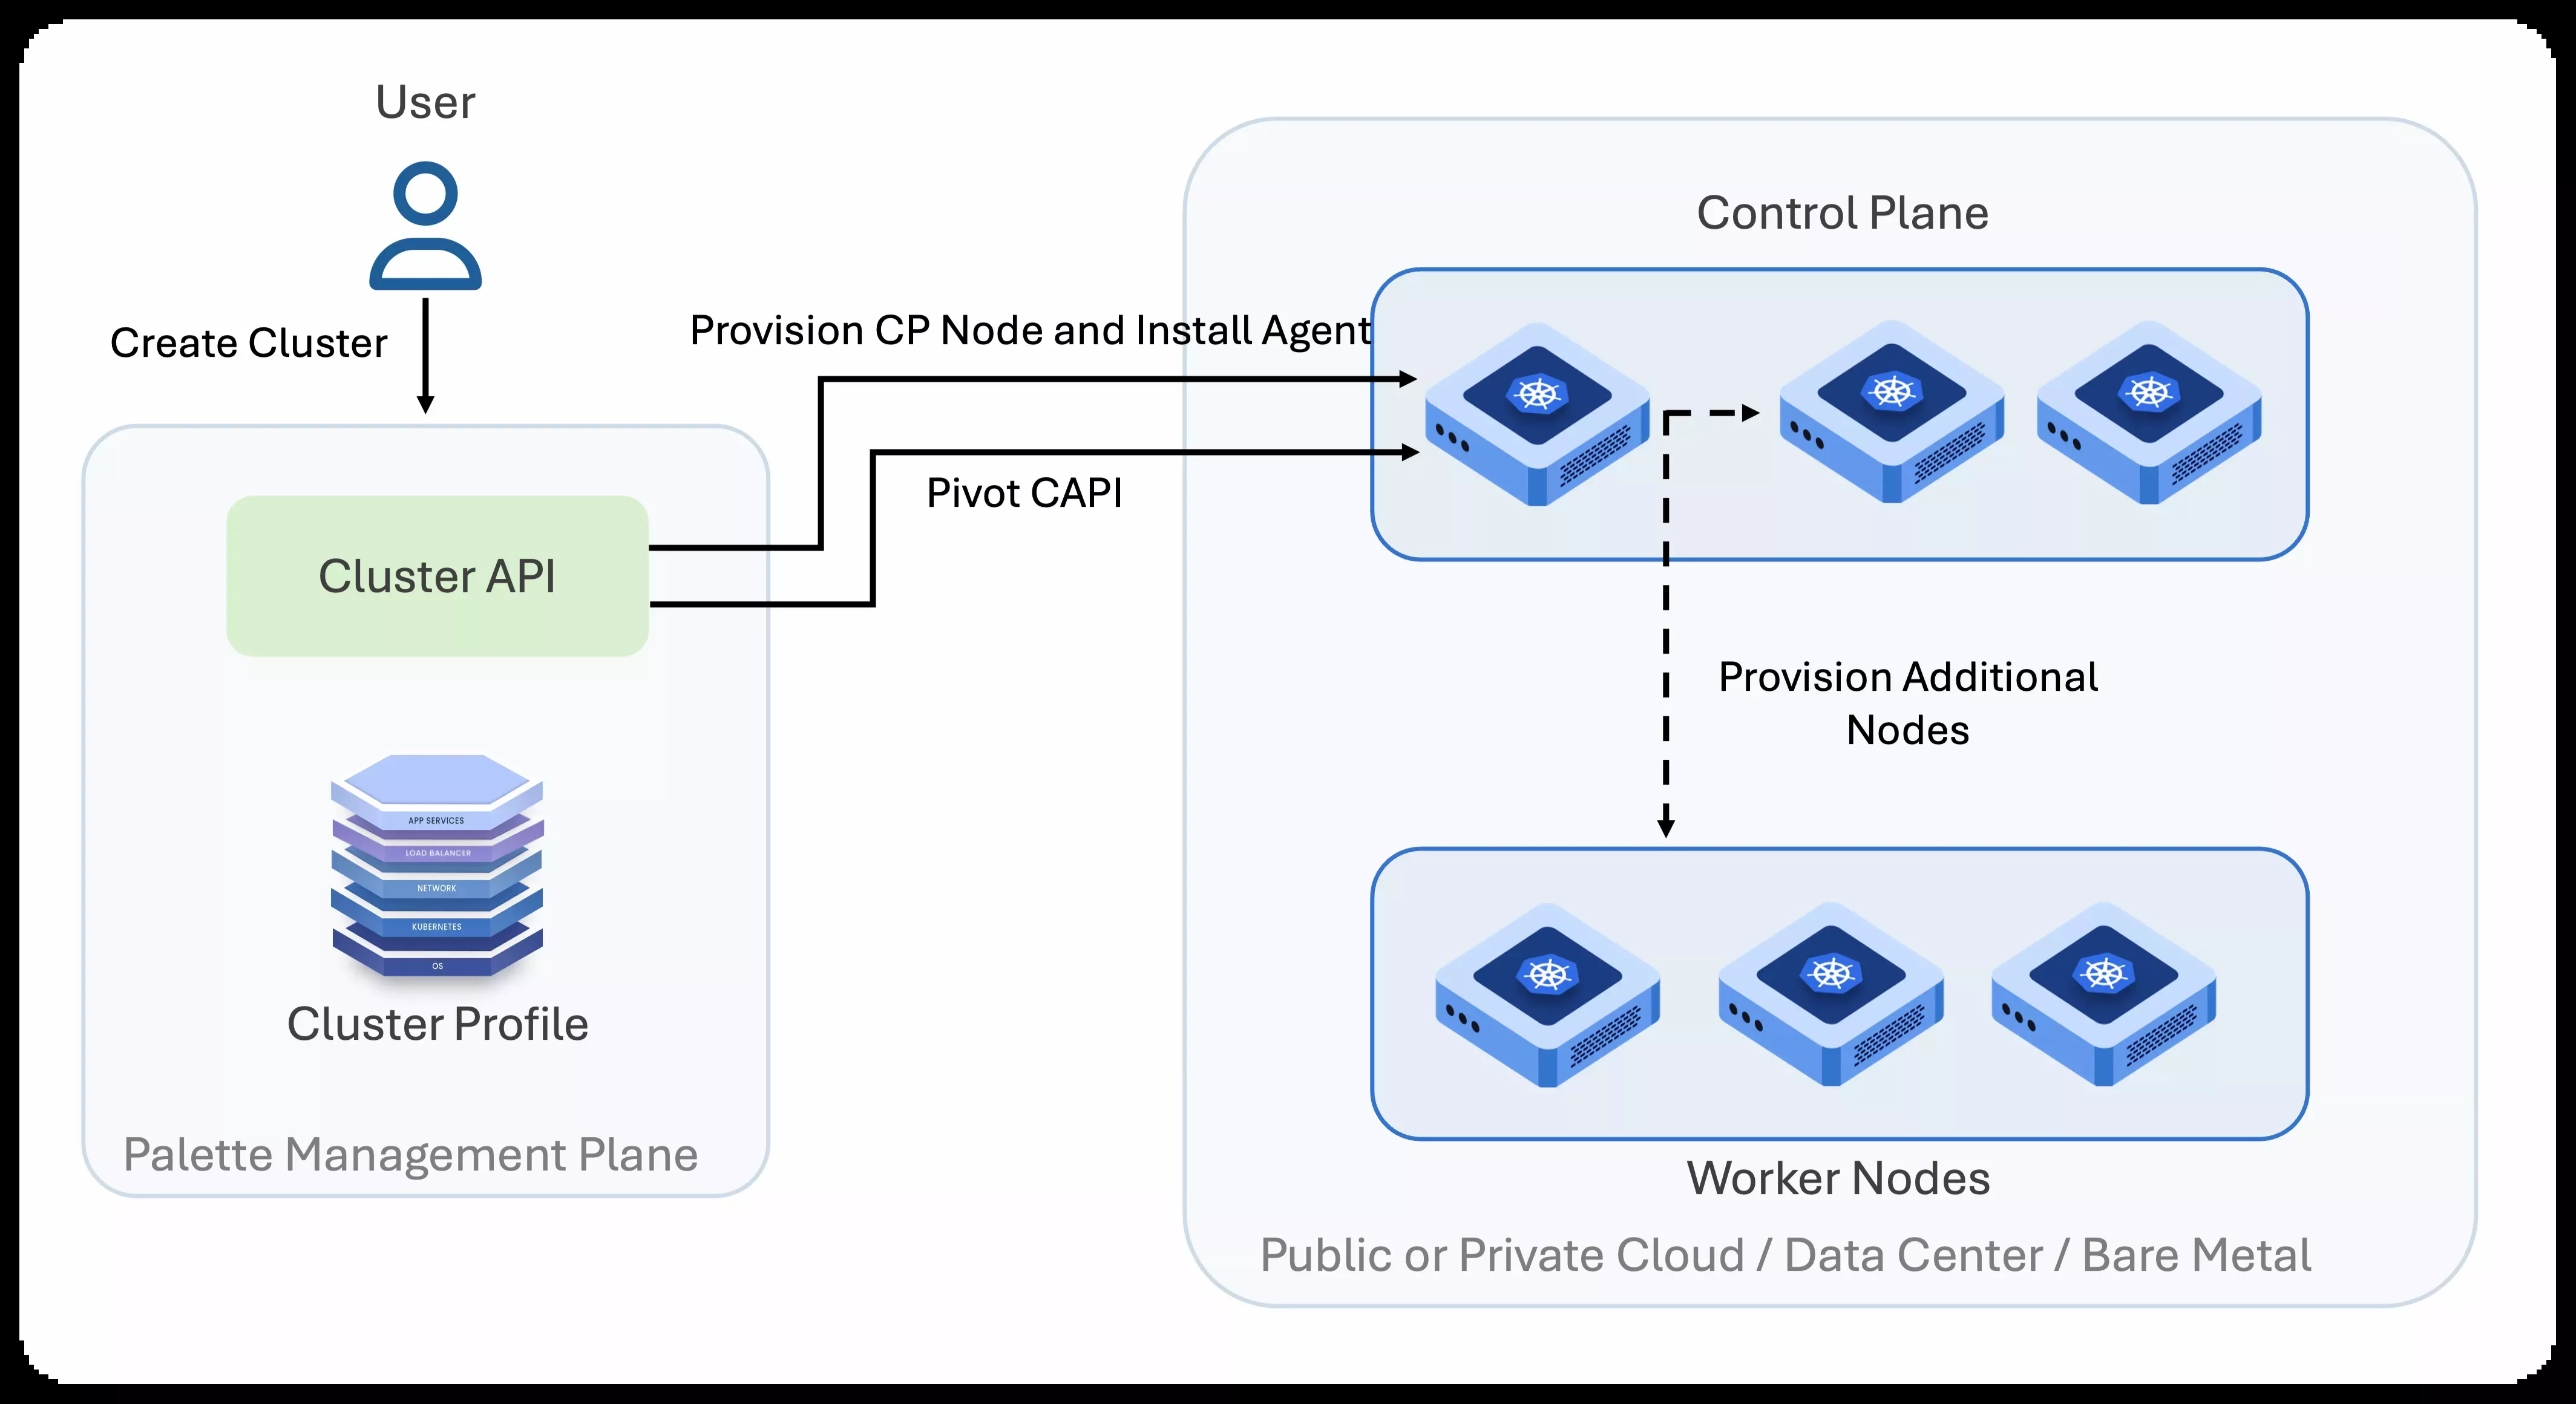 User
Create Cluster
Cluster API
APP SERVICES
LOAD BALANCER
NETWORK
KUBERNETES
OS
Cluster Profile
Palette Management Plane
Provision CP Node and Install Agent
Pivot CAPI
Control Plane
Provision Additional
Nodes
Worker Nodes
Public or Private Cloud / Data Center / Bare Metal